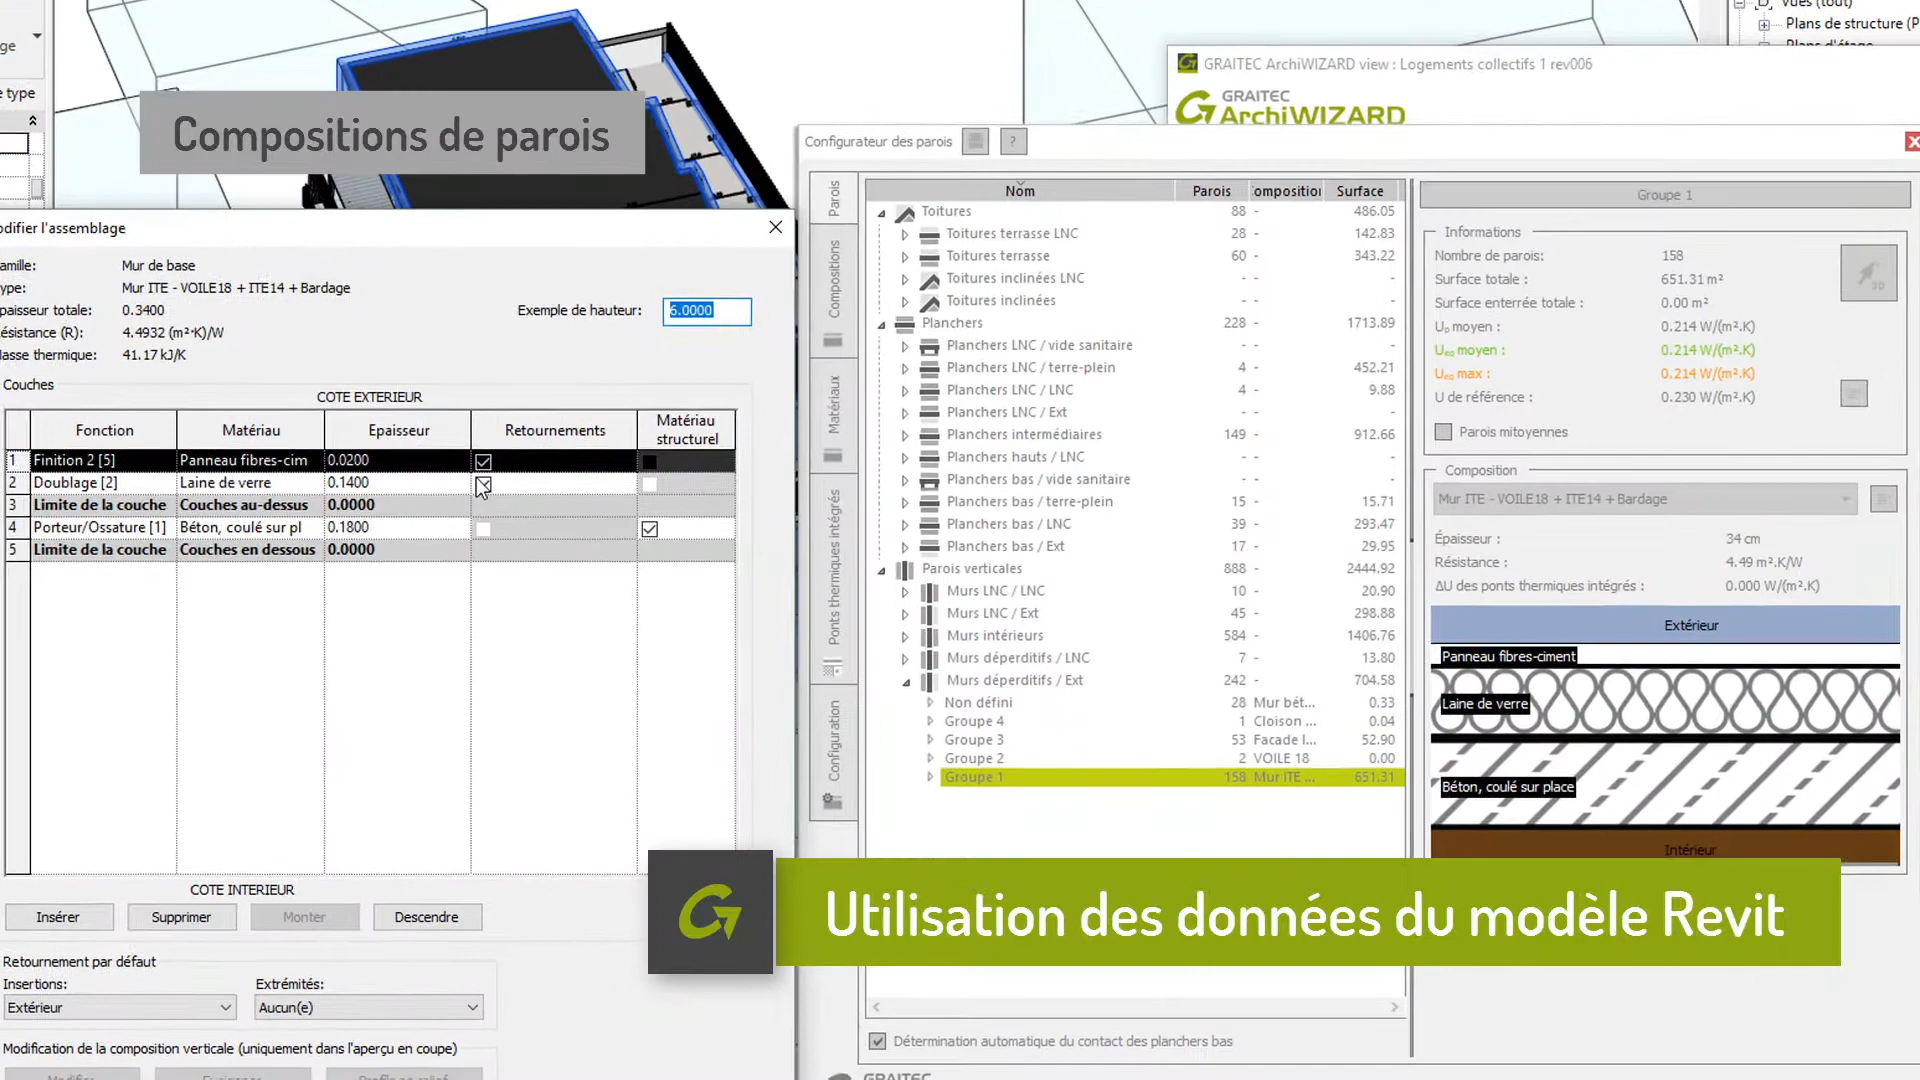 Vues (tout)
Plans de structure (P
Plans d'étage
ge
e type
Compositions de parois
GRAITEC ArchiWIZARD view : Logements collectifs 1 rev006
GRAITEC
ArchiWIZARD
odifier l'assemblage
amille: Mur de base
ype: Mur ITE - VOILE18 + ITE14 + Bardage
paisseur totale: 0.3400
Exemple de hauteur: 6.0000
ésistance (R): 4.4932 (m²·K)/W
lasse thermique: 41.17 kJ/K
Couches
COTE EXTERIEUR
Fonction Matériau Epaisseur Retournements Matériau structurel
1 Finition 2 [5] Panneau fibres-cim 0.0200
2 Doublage [2] Laine de verre 0.1400
3 Limite de la couche Couches au-dessus 0.0000
4 Porteur/Ossature [1] Béton, coulé sur pl 0.1800
5 Limite de la couche Couches en dessous 0.0000
COTE INTERIEUR
Insérer Supprimer Monter Descendre
Retournement par défaut
Insertions: Extrémités:
Extérieur Aucun(e)
Modification de la composition verticale (uniquement dans l'aperçu en coupe)
Configurateur des parois ?
Parois
Compositions
Matériaux
Ponts thermiques intégrés
Configuration
Nom Parois ompositior Surface
Toitures 88 - 486.05
Toitures terrasse LNC 28 - 142.83
Toitures terrasse 60 - 343.22
Toitures inclinées LNC - - -
Toitures inclinées - - -
Planchers 228 - 1713.89
Planchers LNC / vide sanitaire - - -
Planchers LNC / terre-plein 4 - 452.21
Planchers LNC / LNC 4 - 9.88
Planchers LNC / Ext - - -
Planchers intermédiaires 149 - 912.66
Planchers hauts / LNC - - -
Planchers bas / vide sanitaire - - -
Planchers bas / terre-plein 15 - 15.71
Planchers bas / LNC 39 - 293.47
Planchers bas / Ext 17 - 29.95
Parois verticales 888 - 2444.92
Murs LNC / LNC 10 - 20.90
Murs LNC / Ext 45 - 298.88
Murs intérieurs 584 - 1406.76
Murs déperditifs / LNC 7 - 13.80
Murs déperditifs / Ext 242 - 704.58
Non défini 28 Mur bét... 0.33
Groupe 4 1 Cloison ... 0.04
Groupe 3 53 Facade I... 52.90
Groupe 2 2 VOILE 18 0.00
Groupe 1 158 Mur ITE ... 651.31
Détermination automatique du contact des planchers bas
GRAITEC
Groupe 1
Informations
Nombre de parois: 158
Surface totale : 651.31 m²
Surface enterrée totale : 0.00 m²
Up moyen : 0.214 W/(m².K)
Ueq moyen : 0.214 W/(m².K)
Ueq max : 0.214 W/(m².K)
U de référence : 0.230 W/(m².K)
Parois mitoyennes
3D
Composition
Mur ITE - VOILE18 + ITE14 + Bardage
Épaisseur : 34 cm
Résistance : 4.49 m².K/W
ΔU des ponts thermiques intégrés : 0.000 W/(m².K)
Extérieur
Panneau fibres-ciment
Laine de verre
Béton, coulé sur place
Intérieur
Utilisation des données du modèle Revit